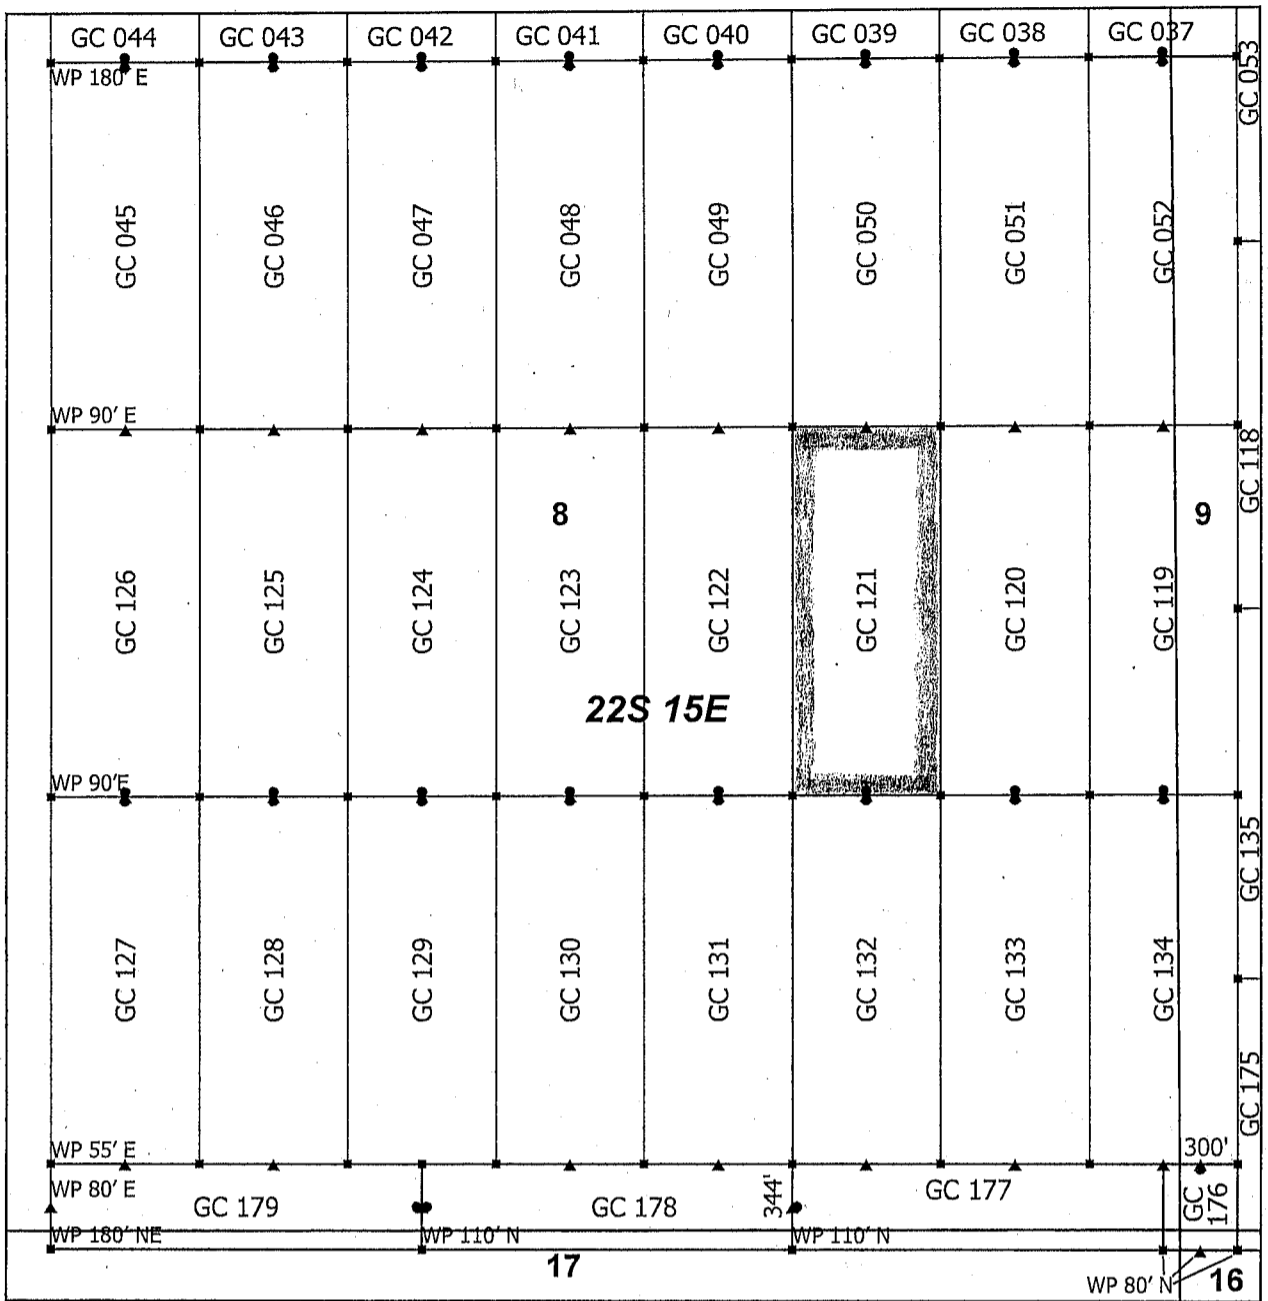 GC 044 GC 043 GC 042 GC 041 GC 040 GC 039 GC 038 GC 037
GC 053
WP 180' E
GC 045 GC 046 GC 047 GC 048 GC 049 GC 050 GC 051 GC 052
WP 90' E
GC 118
8
9
GC 126 GC 125 GC 124 GC 123 GC 122 GC 121 GC 120 GC 119
22S 15E
WP 90'E
GC 135
GC 127 GC 128 GC 129 GC 130 GC 131 GC 132 GC 133 GC 134
GC 175
WP 55' E
300'
WP 80' E
GC 179
GC 178
344'
GC 177
GC
176
WP 180' NE
WP 110' N
WP 110' N
17
WP 80' N
16